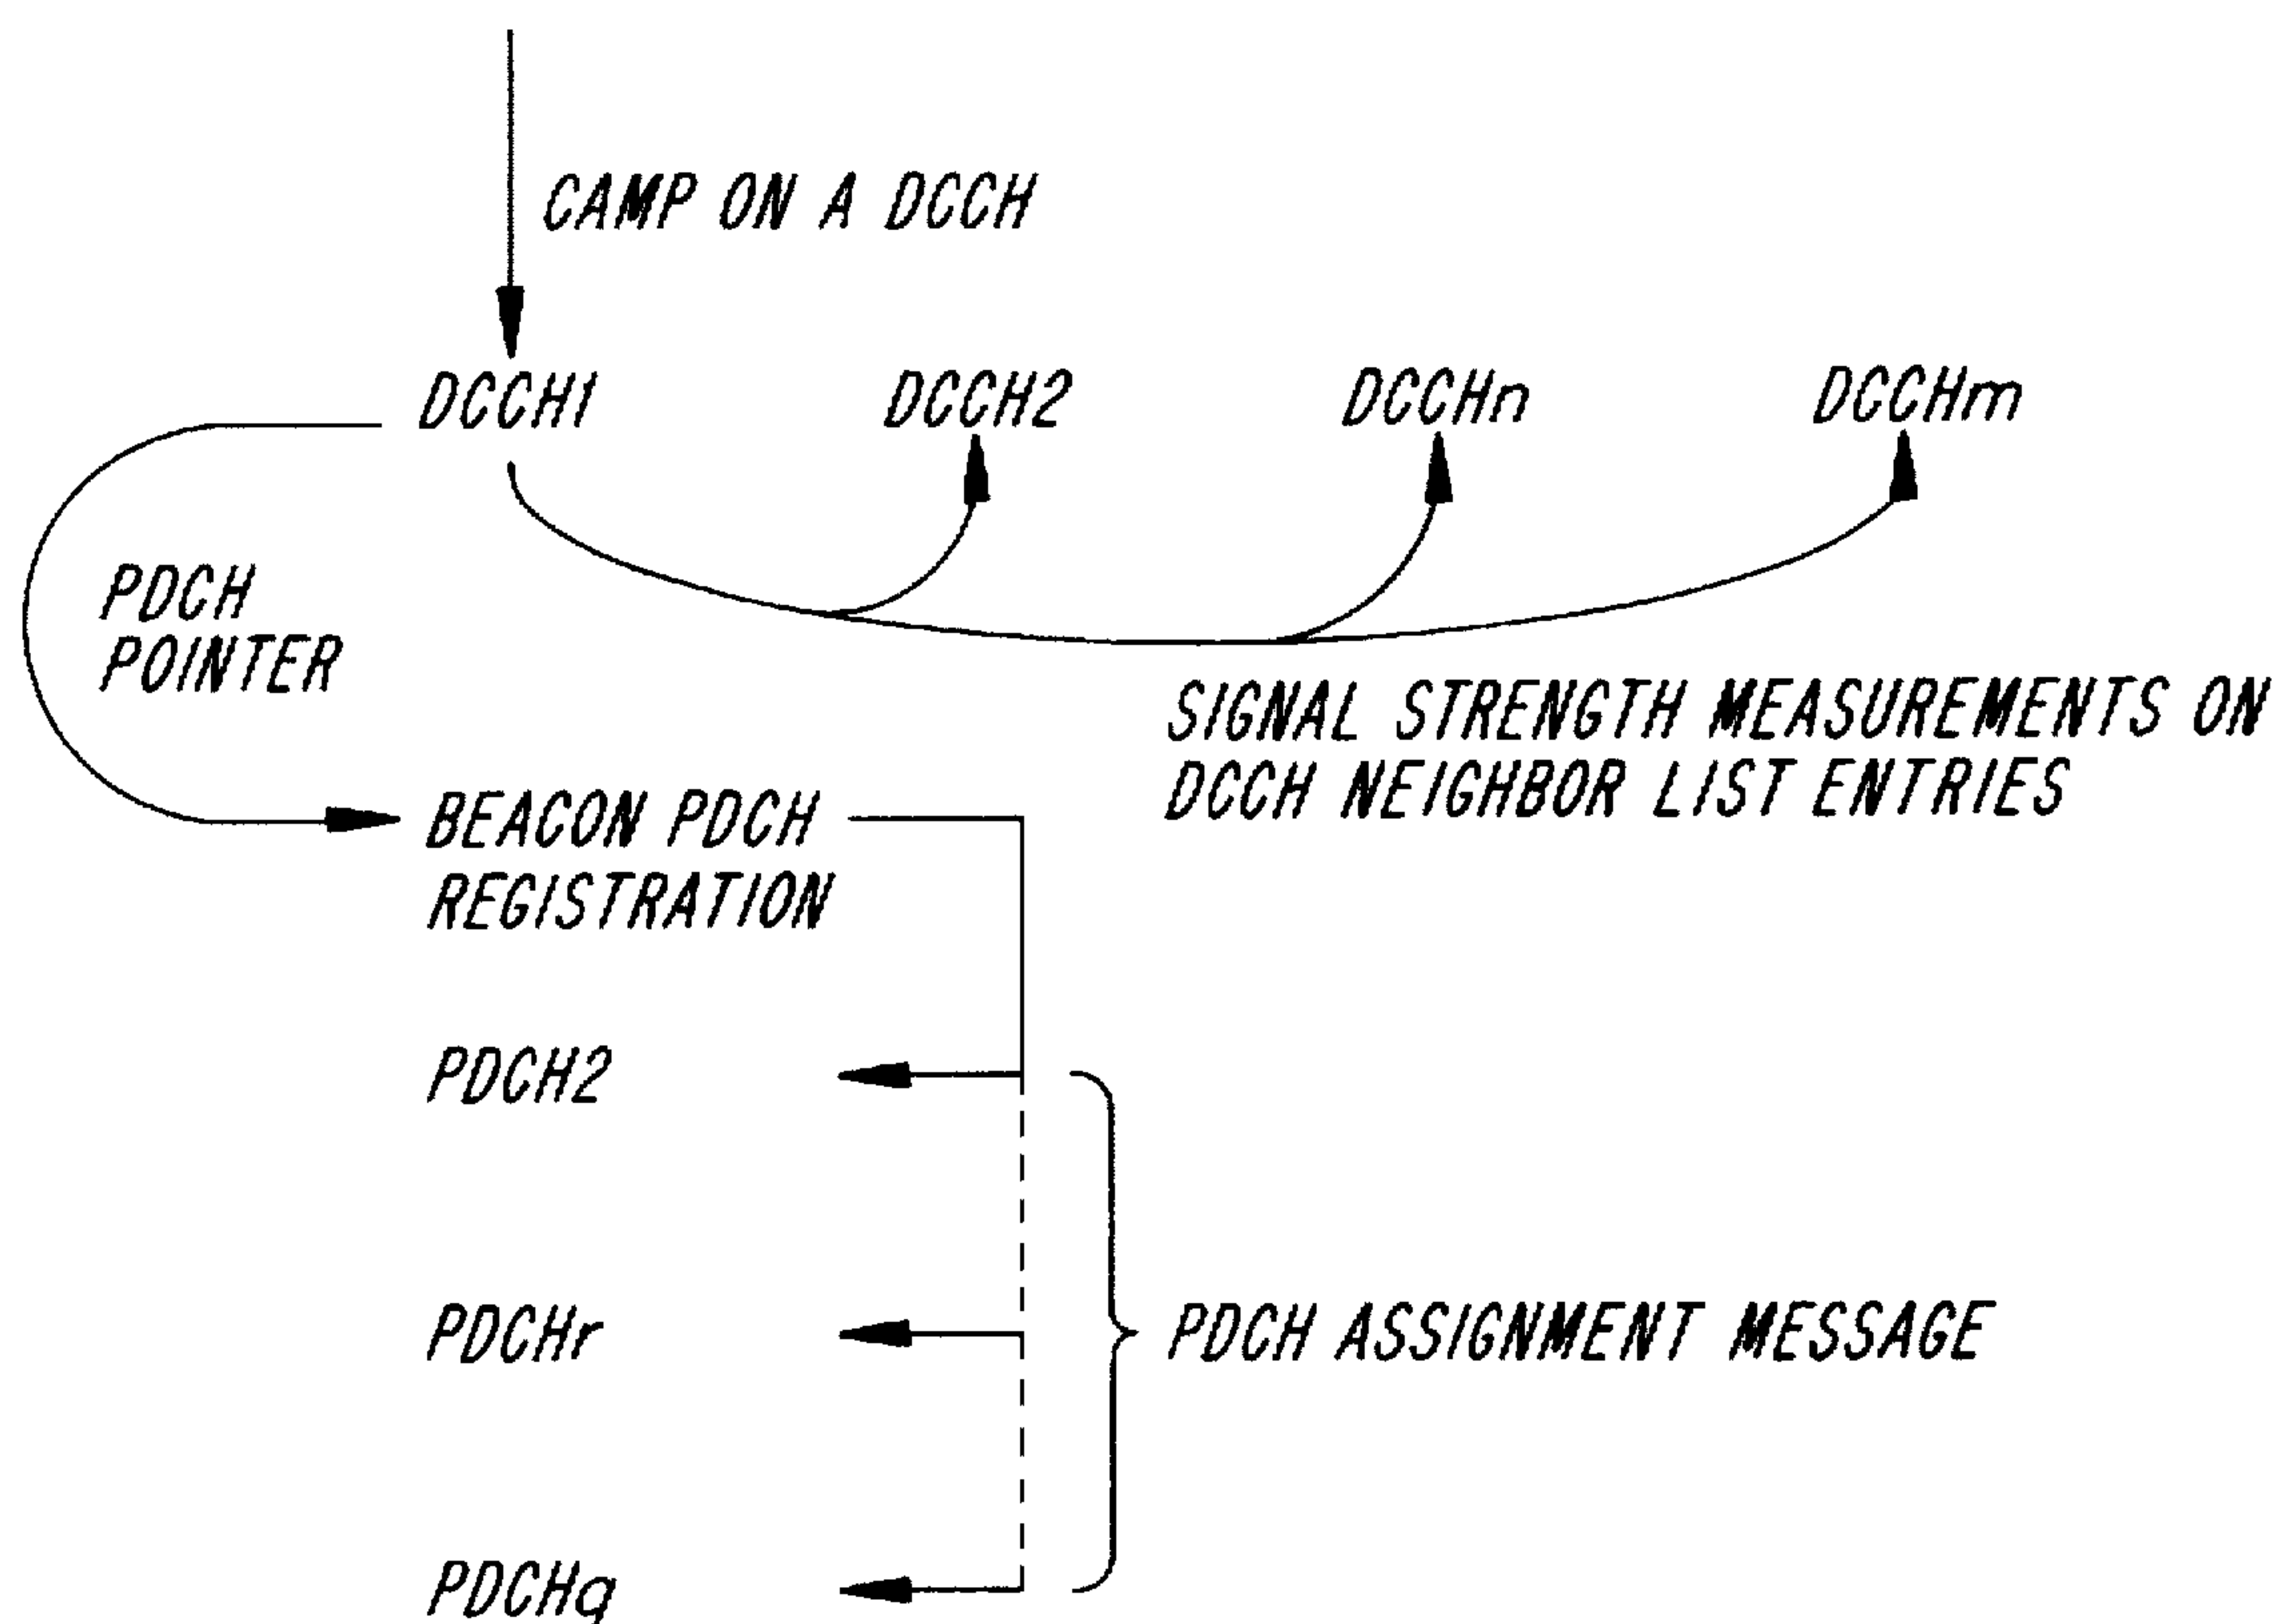 CAMP ON A DCCH
DCCH1
DCCH2
DCCHn
DCCHm
PDCH
POINTER
SIGNAL STRENGTH MEASUREMENTS ON
DCCH NEIGHBOR LIST ENTRIES
BEACON PDCH
REGISTRATION
PDCH2
PDCHr
PDCH ASSIGNMENT MESSAGE
PDCHq